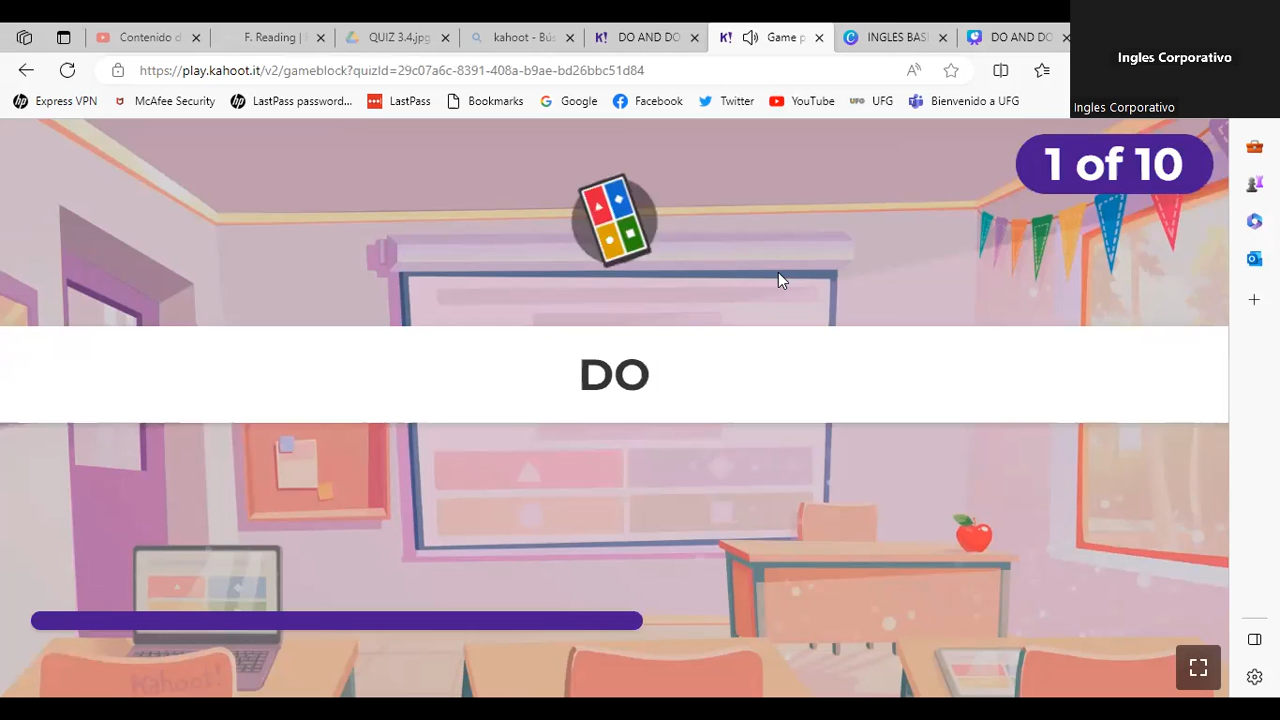 Contenido d
F. Reading |
QUIZ 3.4.jpg
kahoot - Bús
K! DO AND DO
K! Game p
INGLES BAS
DO AND DO
Ingles Corporativo
https://play.kahoot.it/v2/gameblock?quizId=29c07a6c-8391-408a-b9ae-bd26bbc51d84
Express VPN
McAfee Security
LastPass password...
LastPass
Bookmarks
Google
Facebook
Twitter
YouTube
UFG
Bienvenido a UFG
Ingles Corporativo
1 of 10
DO
Kahoot!